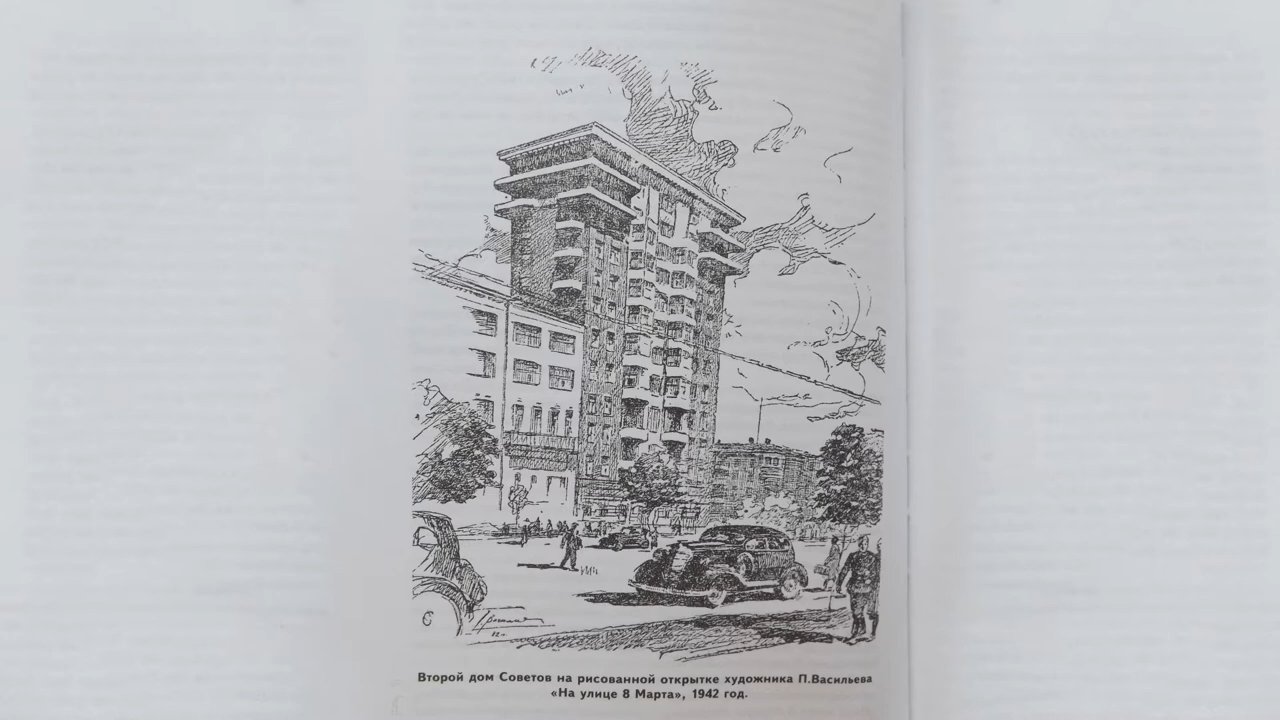 Второй дом Советов на рисованной открытке художника П.Васильева
«На улице 8 Марта», 1942 год.